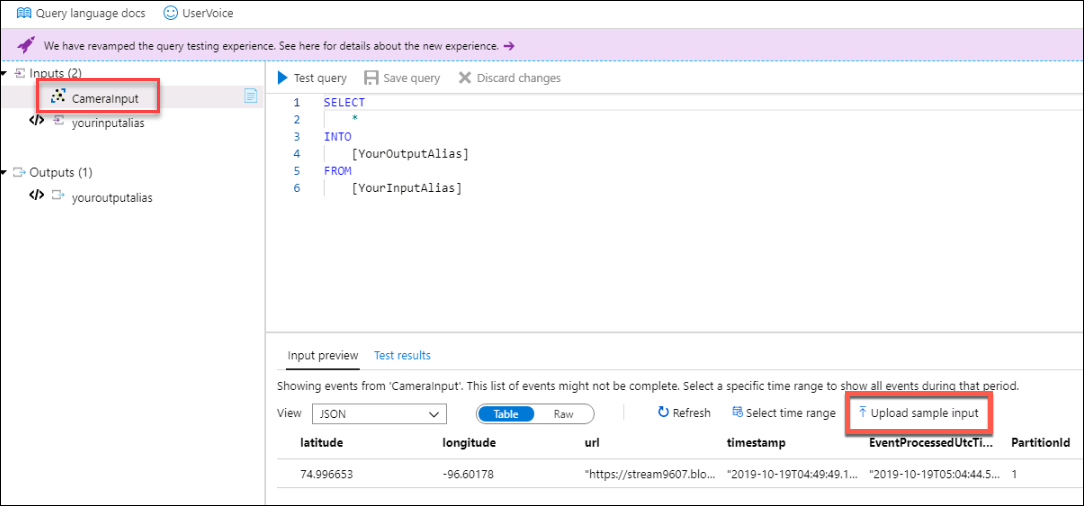 Query language docs UserVoice
We have revamped the query testing experience. See here for details about the new experience. →
Inputs (2)
CameraInput
</> yourinputalias
Outputs (1)
</> youroutputalias
Test query Save query Discard changes
1 SELECT
2 *
3 INTO
4 [YourOutputAlias]
5 FROM
6 [YourInputAlias]
Input preview Test results
Showing events from 'CameraInput'. This list of events might not be complete. Select a specific time range to show all events during that period.
View JSON Table Raw Refresh Select time range Upload sample input
latitude longitude url timestamp EventProcessedUtcTi... PartitionId
74.996653 -96.60178 "https://stream9607.blo... "2019-10-19T04:49:49.1... "2019-10-19T05:04:44.5... 1